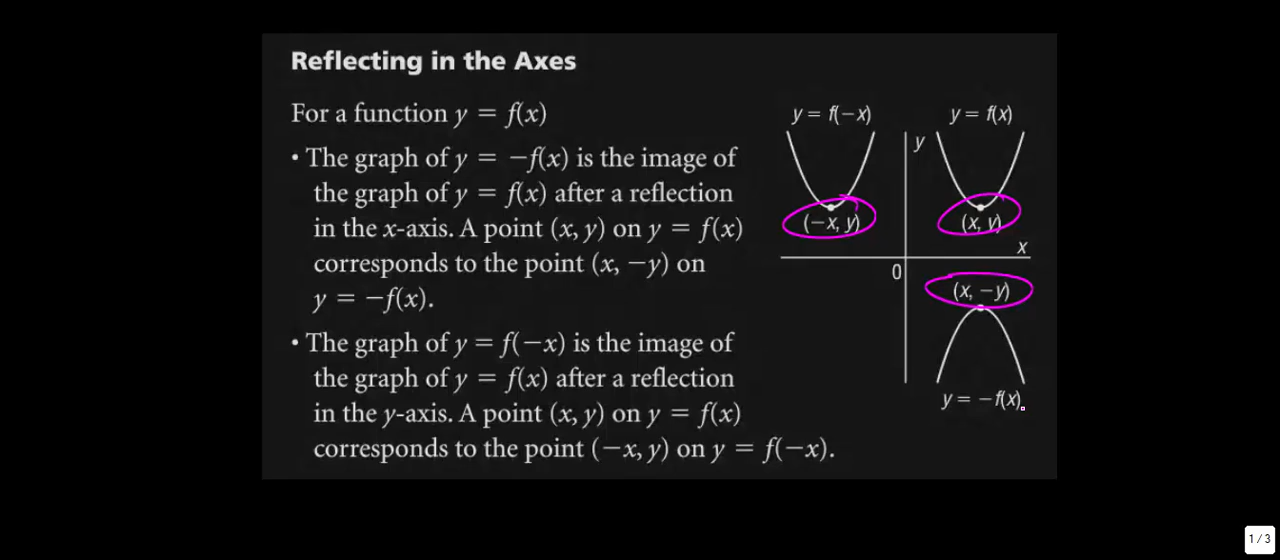 Reflecting in the Axes
For a function y = f(x)
• The graph of y = −f(x) is the image of
the graph of y = f(x) after a reflection
in the x-axis. A point (x, y) on y = f(x)
corresponds to the point (x, −y) on
y = −f(x).
• The graph of y = f(−x) is the image of
the graph of y = f(x) after a reflection
in the y-axis. A point (x, y) on y = f(x)
corresponds to the point (−x, y) on y = f(−x).
y = f(−x)
y = f(x)
y
(−x, y)
(x, y)
x
0
(x, −y)
y = −f(x)
1 / 3